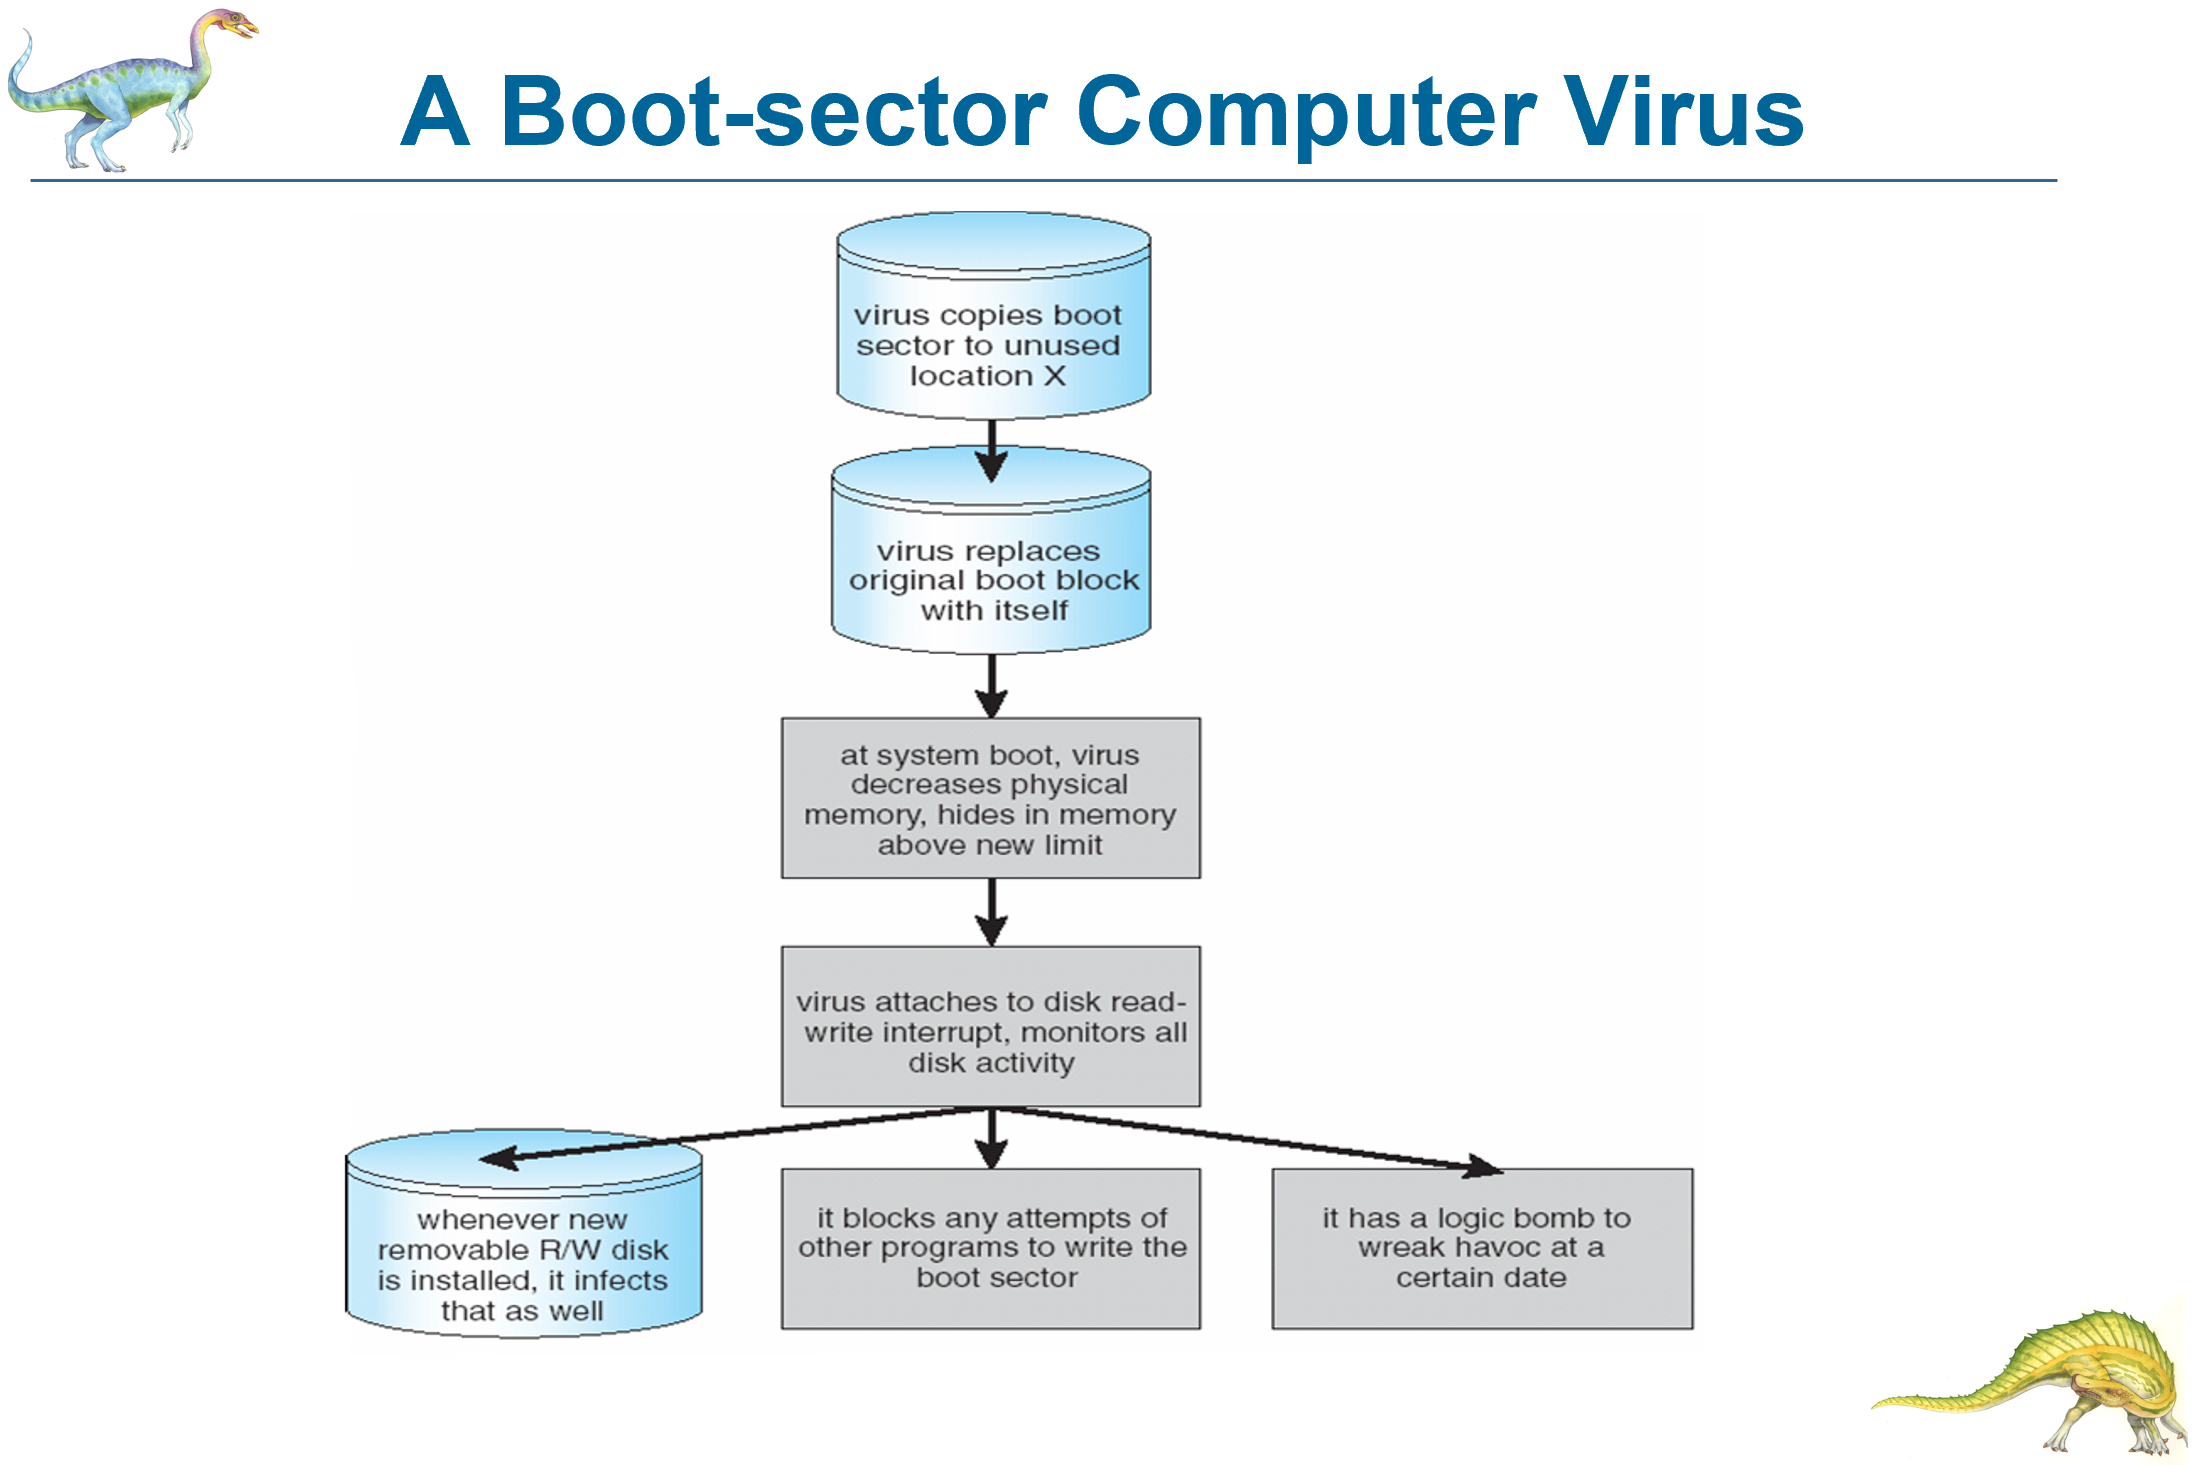 A Boot-sector Computer Virus
virus copies boot
sector to unused
location X
virus replaces
original boot block
with itself
at system boot, virus
decreases physical
memory, hides in memory
above new limit
virus attaches to disk read-
write interrupt, monitors all
disk activity
whenever new
removable R/W disk
is installed, it infects
that as well
it blocks any attempts of
other programs to write the
boot sector
it has a logic bomb to
wreak havoc at a
certain date